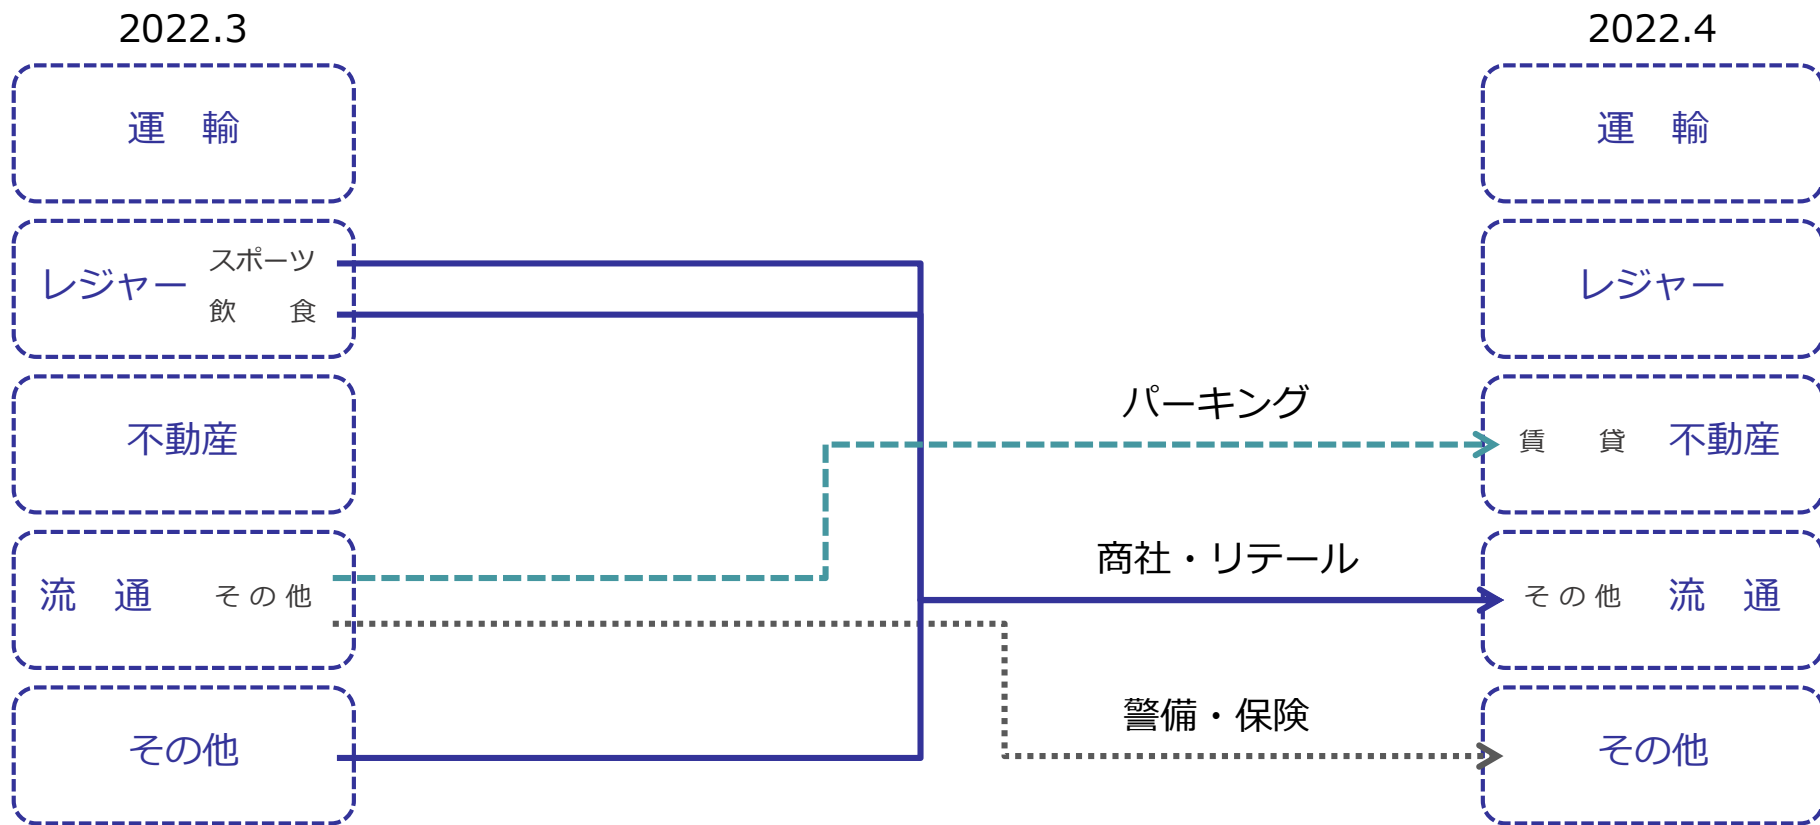 2022.3
2022.4
運　輸
運　輸
レジャー
スポーツ
飲　　食
レジャー
不動産
パーキング
賃　　貸
不動産
流　通
そ の 他
商社・リテール
そ の 他
流　通
その他
警備・保険
その他